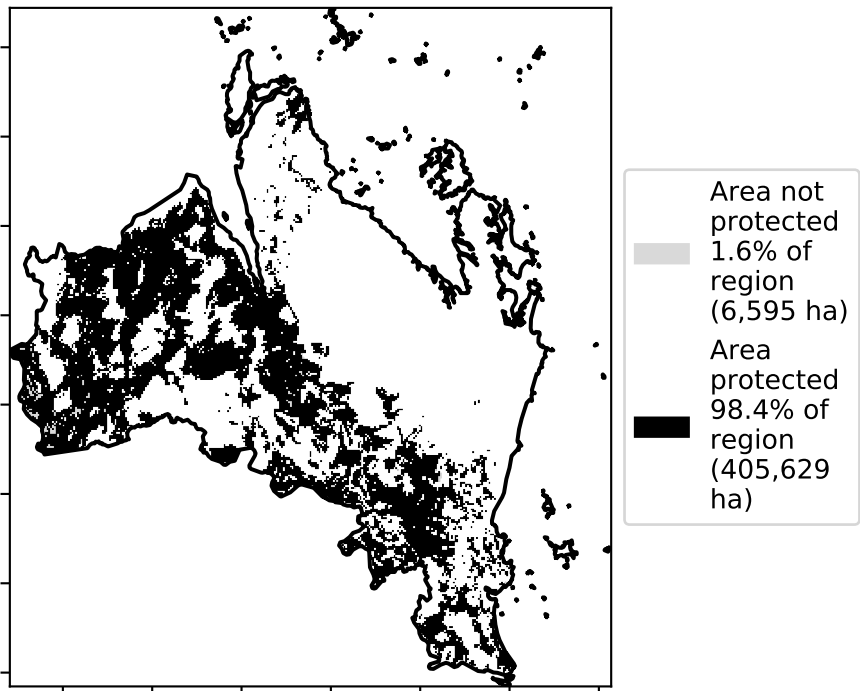 Area not
protected
1.6% of
region
(6,595 ha)
Area
protected
98.4% of
region
(405,629
ha)